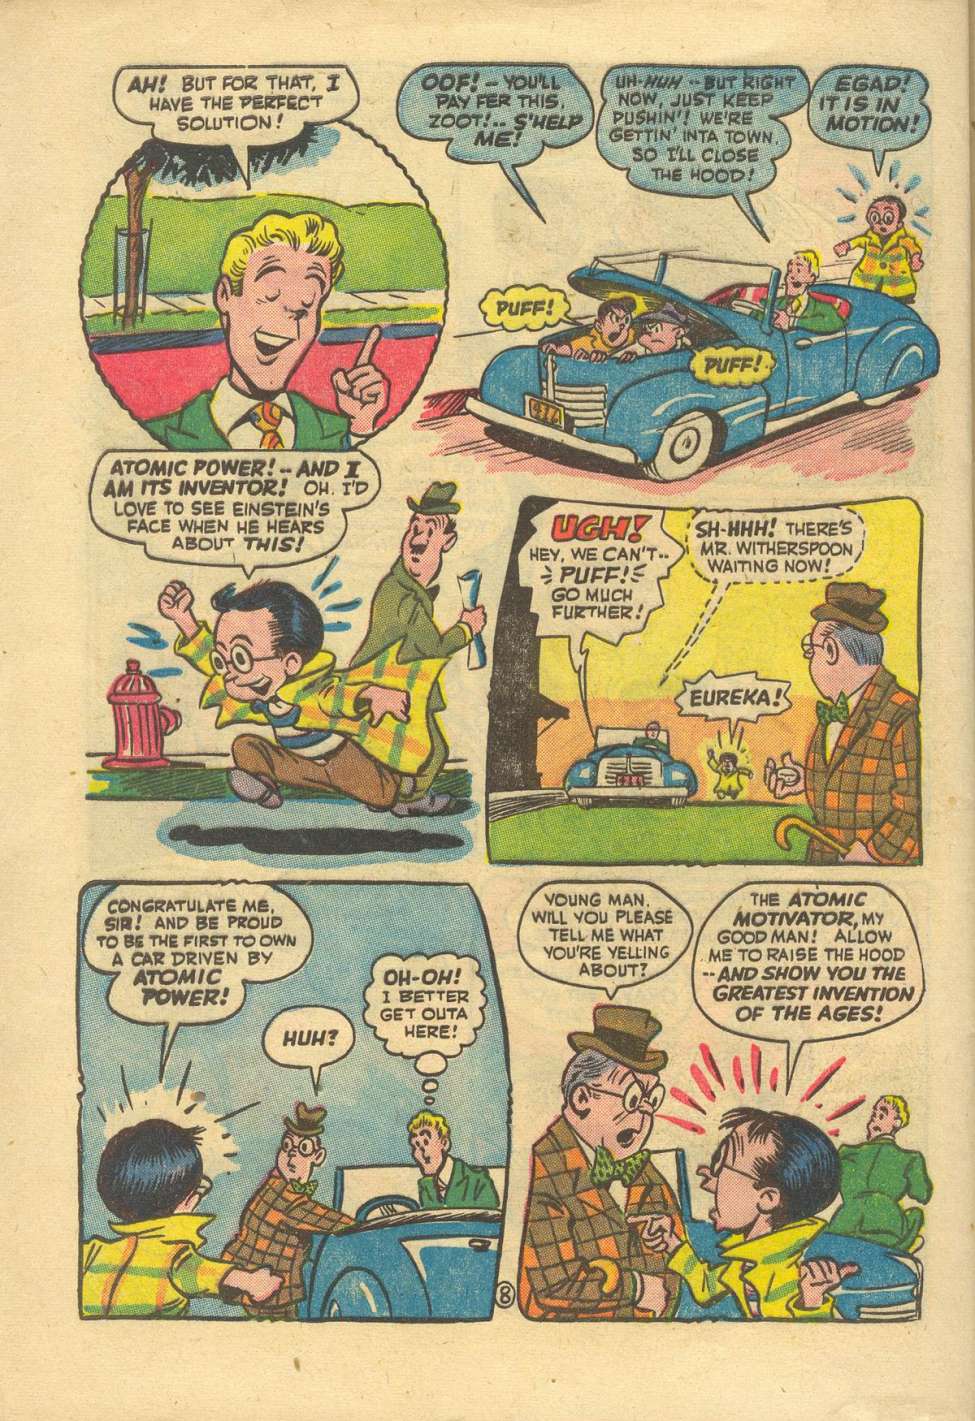 AH! BUT FOR THAT, I
HAVE THE PERFECT
SOLUTION!
OOF! - YOU'LL
PAY FER THIS,
ZOOT!.. S'HELP
ME!
UH-HUH -- BUT RIGHT
NOW, JUST KEEP
PUSHIN'! WE'RE
GETTIN' INTA TOWN,
SO I'LL CLOSE
THE HOOD!
EGAD!
IT IS IN
MOTION!
PUFF!
PUFF!
ATOMIC POWER! -- AND I
AM ITS INVENTOR! OH, I'D
LOVE TO SEE EINSTEIN'S
FACE WHEN HE HEARS
ABOUT THIS!
UGH!
HEY, WE CAN'T..
PUFF!
GO MUCH
FURTHER!
SH-HHH! THERE'S
MR. WITHERSPOON
WAITING NOW!
EUREKA!
CONGRATULATE ME,
SIR! AND BE PROUD
TO BE THE FIRST TO OWN
A CAR DRIVEN BY
ATOMIC
POWER!
HUH?
OH-OH!
I BETTER
GET OUTA
HERE!
YOUNG MAN,
WILL YOU PLEASE
TELL ME WHAT
YOU'RE YELLING
ABOUT?
THE ATOMIC
MOTIVATOR, MY
GOOD MAN! ALLOW
ME TO RAISE THE HOOD
-- AND SHOW YOU THE
GREATEST INVENTION
OF THE AGES!
8